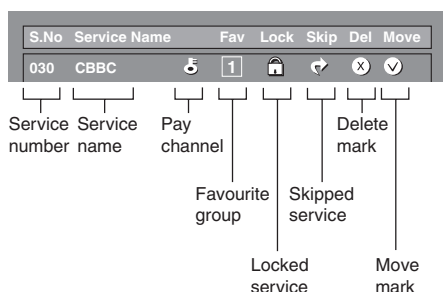 S.No Service Name Fav Lock Skip Del Move
030 CBBC 1 X
Service number
Service name
Pay channel
Delete mark
Favourite group
Skipped service
Locked service
Move mark